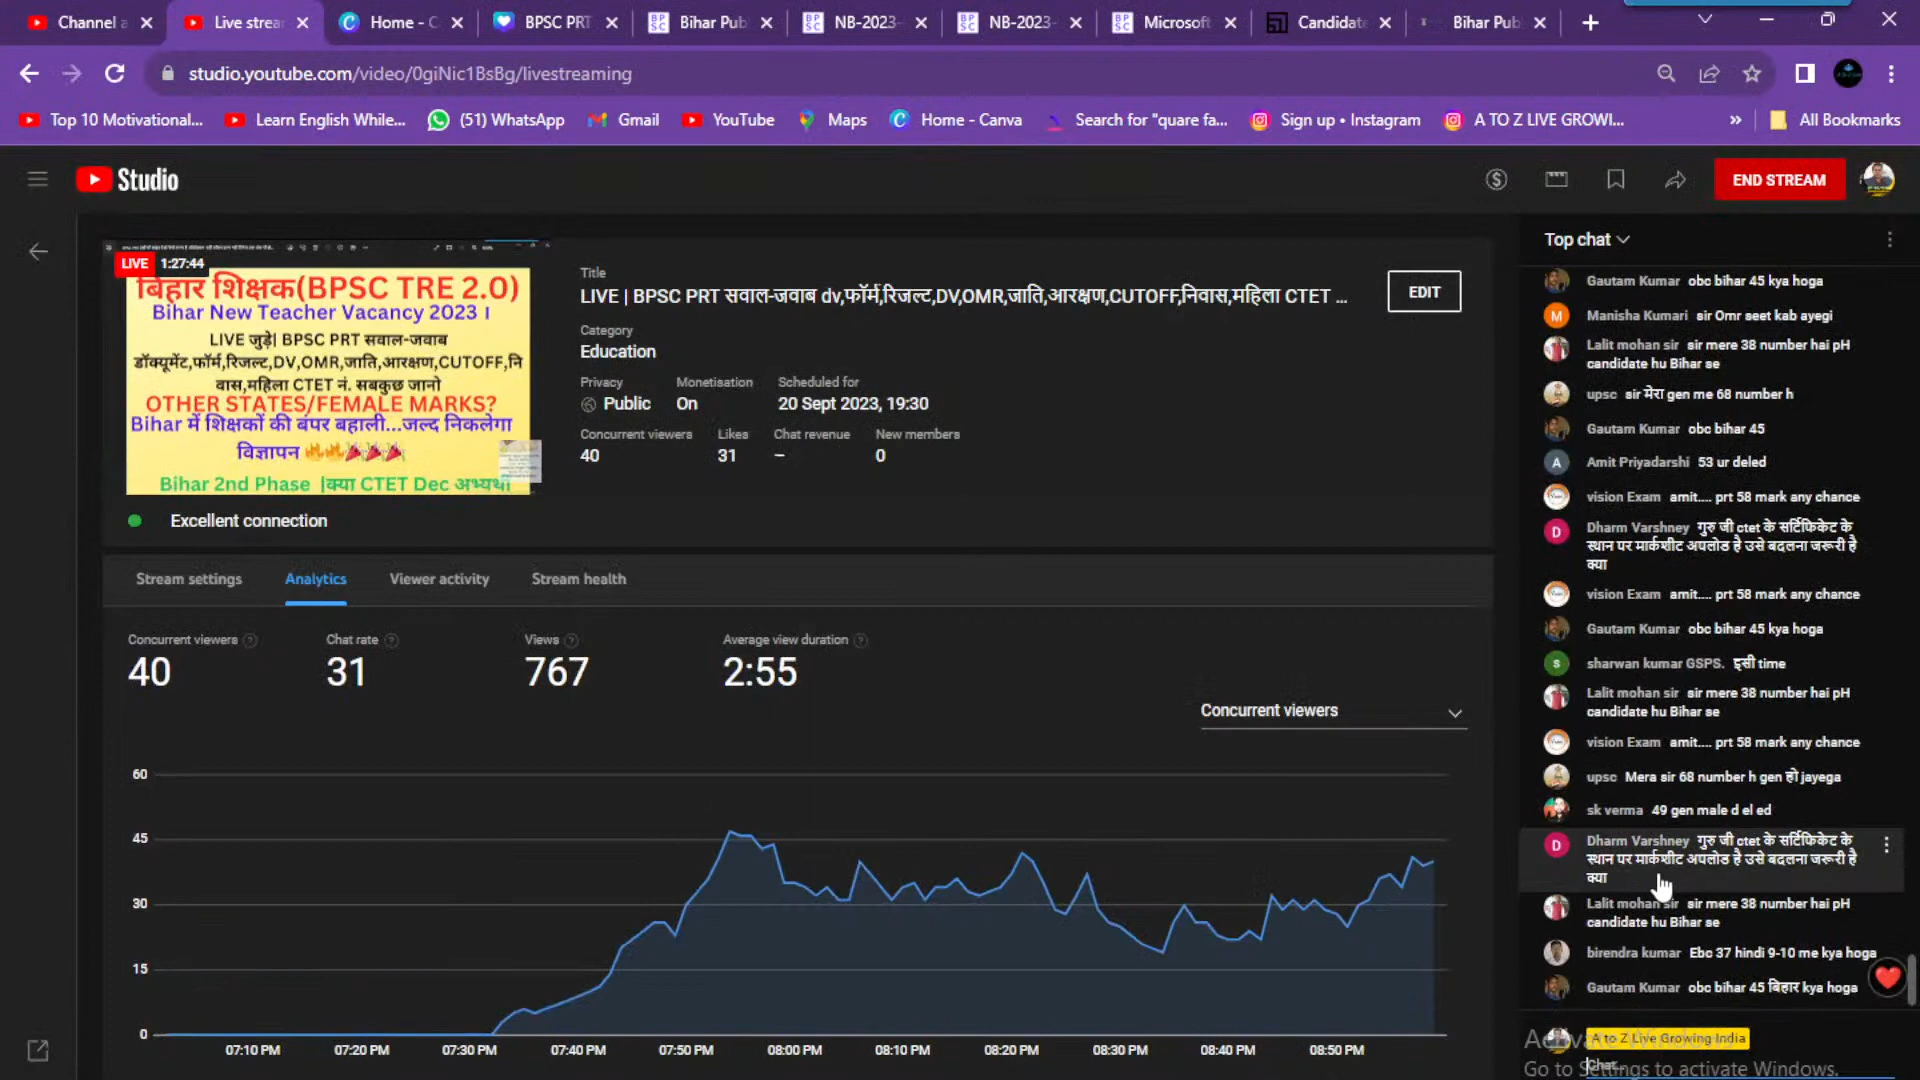 Channel a
Live strea
Home - C
BPSC PRT
Bihar Pub
NB-2023-
NB-2023-
Microsoft
Candidate
Bihar Pub
studio.youtube.com/video/0giNic1BsBg/livestreaming
Top 10 Motivational...
Learn English While...
(51) WhatsApp
Gmail
YouTube
Maps
Home - Canva
Search for "quare fa...
Sign up • Instagram
A TO Z LIVE GROWI...
»
All Bookmarks
Studio
END STREAM
LIVE 1:27:44
बिहार शिक्षक(BPSC TRE 2.0)
Bihar New Teacher Vacancy 2023 ।
LIVE जुड़े| BPSC PRT सवाल-जवाब
डॉक्यूमेंट,फॉर्म,रिजल्ट,DV,OMR,जाति,आरक्षण,CUTOFF,नि
वास,महिला CTET नं. सबकुछ जानो
OTHER STATES/FEMALE MARKS?
Bihar में शिक्षकों की बंपर बहाली...जल्द निकलेगा
विज्ञापन 🔥🔥🎉🎉🎉
Bihar 2nd Phase |क्या CTET Dec अभ्यर्थी
Title
LIVE | BPSC PRT सवाल-जवाब dv,फॉर्म,रिजल्ट,DV,OMR,जाति,आरक्षण,CUTOFF,निवास,महिला CTET ...
EDIT
Category
Education
Privacy Monetisation Scheduled for
Public On 20 Sept 2023, 19:30
Concurrent viewers Likes Chat revenue New members
40 31 – 0
Excellent connection
Stream settings Analytics Viewer activity Stream health
Concurrent viewers Chat rate Views Average view duration
40 31 767 2:55
Concurrent viewers
60
45
30
15
0
07:10 PM 07:20 PM 07:30 PM 07:40 PM 07:50 PM 08:00 PM 08:10 PM 08:20 PM 08:30 PM 08:40 PM 08:50 PM
Top chat
Gautam Kumar obc bihar 45 kya hoga
M Manisha Kumari sir Omr seet kab ayegi
Lalit mohan sir sir mere 38 number hai pH
candidate hu Bihar se
upsc sir मेरा gen me 68 number h
Gautam Kumar obc bihar 45
A Amit Priyadarshi 53 ur deled
vision Exam amit.... prt 58 mark any chance
D Dharm Varshney गुरु जी ctet के सर्टिफिकेट के
स्थान पर मार्कशीट अपलोड है उसे बदलना जरूरी है
क्या
vision Exam amit.... prt 58 mark any chance
Gautam Kumar obc bihar 45 kya hoga
s sharwan kumar GSPS. इसी time
Lalit mohan sir sir mere 38 number hai pH
candidate hu Bihar se
vision Exam amit.... prt 58 mark any chance
upsc Mera sir 68 number h gen हो jayega
sk verma 49 gen male d el ed
D Dharm Varshney गुरु जी ctet के सर्टिफिकेट के
स्थान पर मार्कशीट अपलोड है उसे बदलना जरूरी है
क्या
Lalit mohan sir sir mere 38 number hai pH
candidate hu Bihar se
birendra kumar Ebc 37 hindi 9-10 me kya hoga
Gautam Kumar obc bihar 45 बिहार kya hoga
A to Z Live Growing India
Chat...
Activate Windows
Go to Settings to activate Windows.